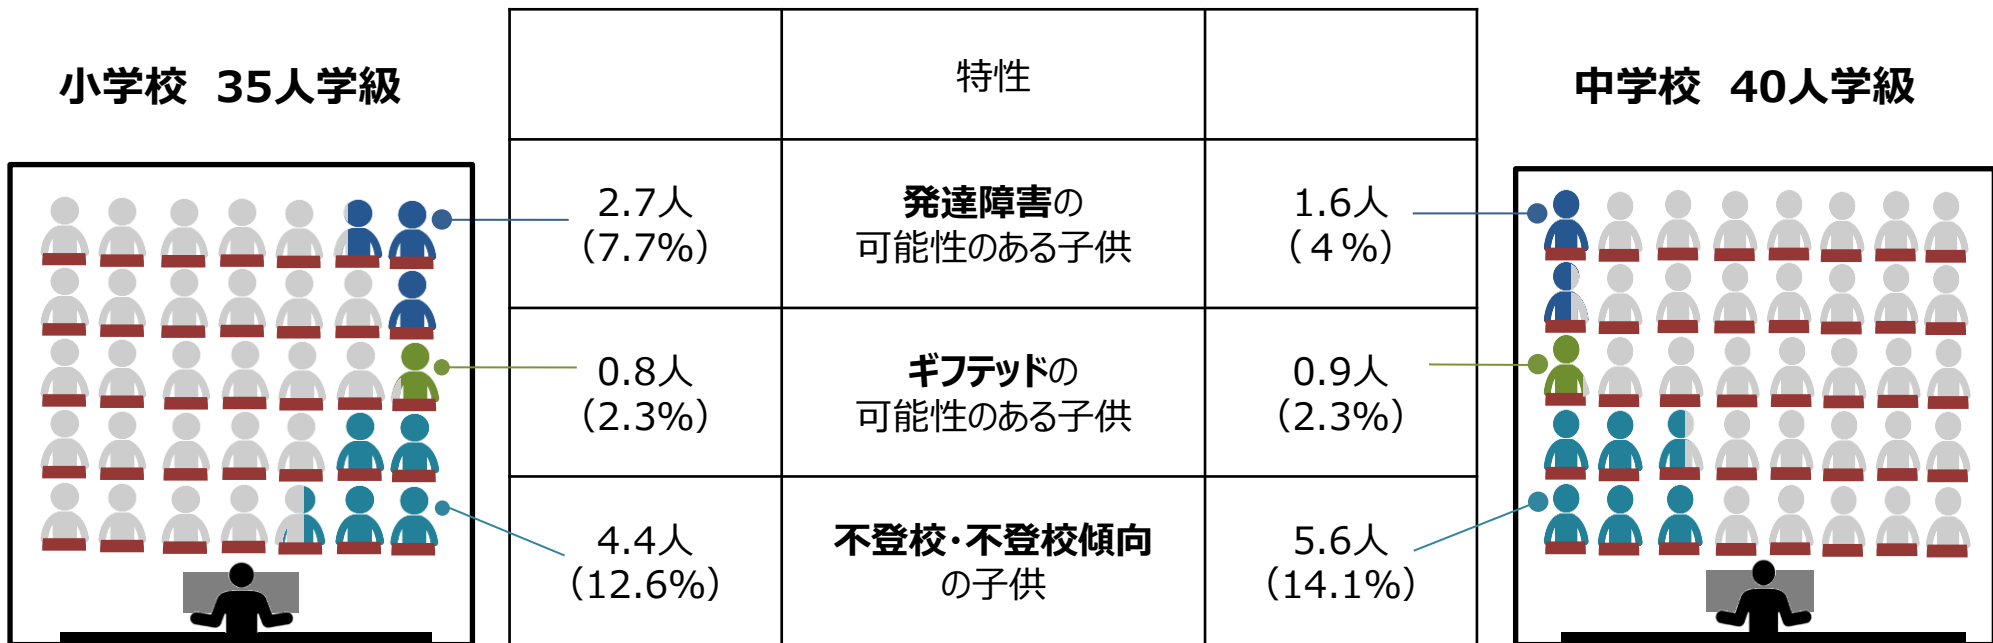 小学校 35人学級
特性
中学校 40人学級
2.7人
(7.7%)
発達障害の
可能性のある子供
1.6人
(４%)
0.8人
(2.3%)
ギフテッドの
可能性のある子供
0.9人
(2.3%)
4.4人
(12.6%)
不登校･不登校傾向
の子供
5.6人
(14.1%)